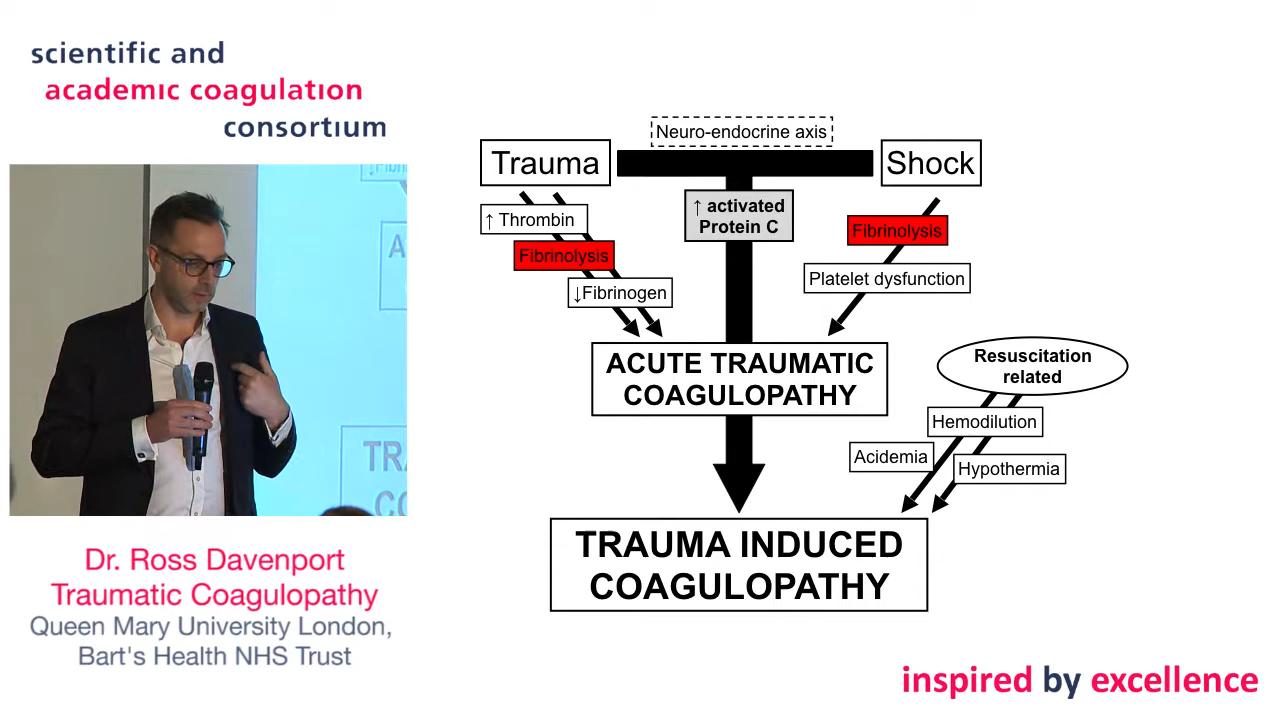 scientific and
academic coagulation
consortium
Neuro-endocrine axis
Trauma
Shock
↑ activated
Protein C
↑ Thrombin
Fibrinolysis
↓Fibrinogen
Fibrinolysis
Platelet dysfunction
ACUTE TRAUMATIC
COAGULOPATHY
Resuscitation
related
Hemodilution
Acidemia
Hypothermia
TRAUMA INDUCED
COAGULOPATHY
A
TR
CO
Dr. Ross Davenport
Traumatic Coagulopathy
Queen Mary University London,
Bart's Health NHS Trust
inspired by excellence